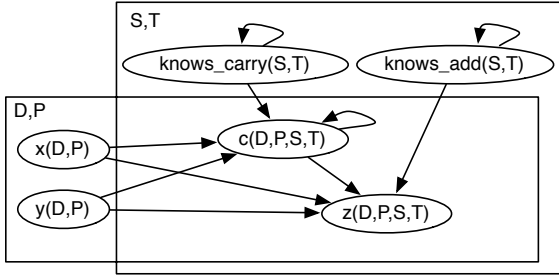 S,T
knows_carry(S,T)
knows_add(S,T)
D,P
x(D,P)
c(D,P,S,T)
y(D,P)
z(D,P,S,T)